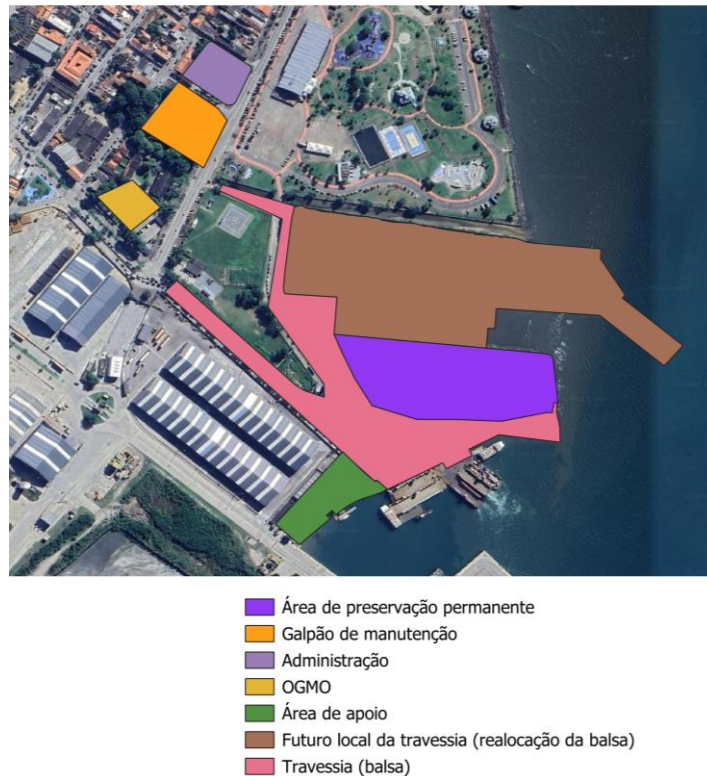 Área de preservação permanente
Galpão de manutenção
Administração
OGMO
Área de apoio
Futuro local da travessia (realocação da balsa)
Travessia (balsa)